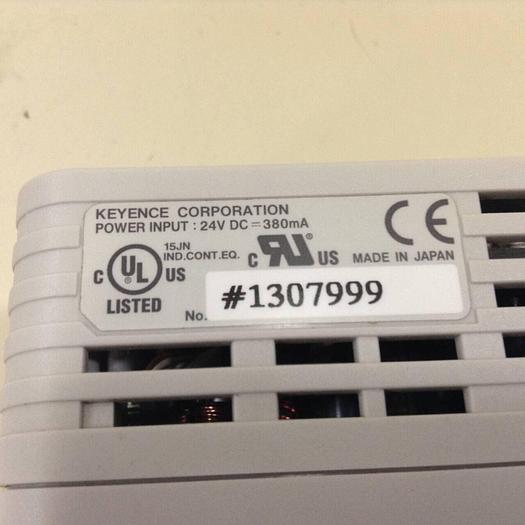 KEYENCE CORPORATION
POWER INPUT : 24V DC ⎓ 380mA
CE
15JN
IND.CONT.EQ.
C UL US
LISTED
C RU ® US
MADE IN JAPAN
No.
#1307999